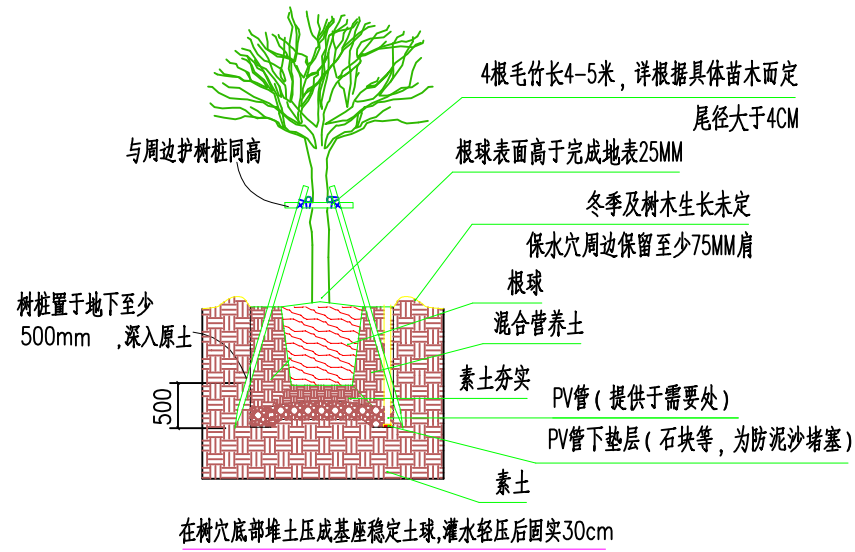 4根毛竹长4-5米，详根据具体苗木而定
尾径大于4CM
与周边护树桩同高
根球表面高于完成地表25MM
冬季及树木生长未定
保水穴周边保留至少75MM肩
根球
树桩置于地下至少
500mm ,深入原土
混合营养土
素土夯实
500
PV管(提供于需要处)
PV管下垫层(石块等，为防泥沙堵塞)
素土
在树穴底部堆土压成基座稳定土球,灌水轻压后固实30cm